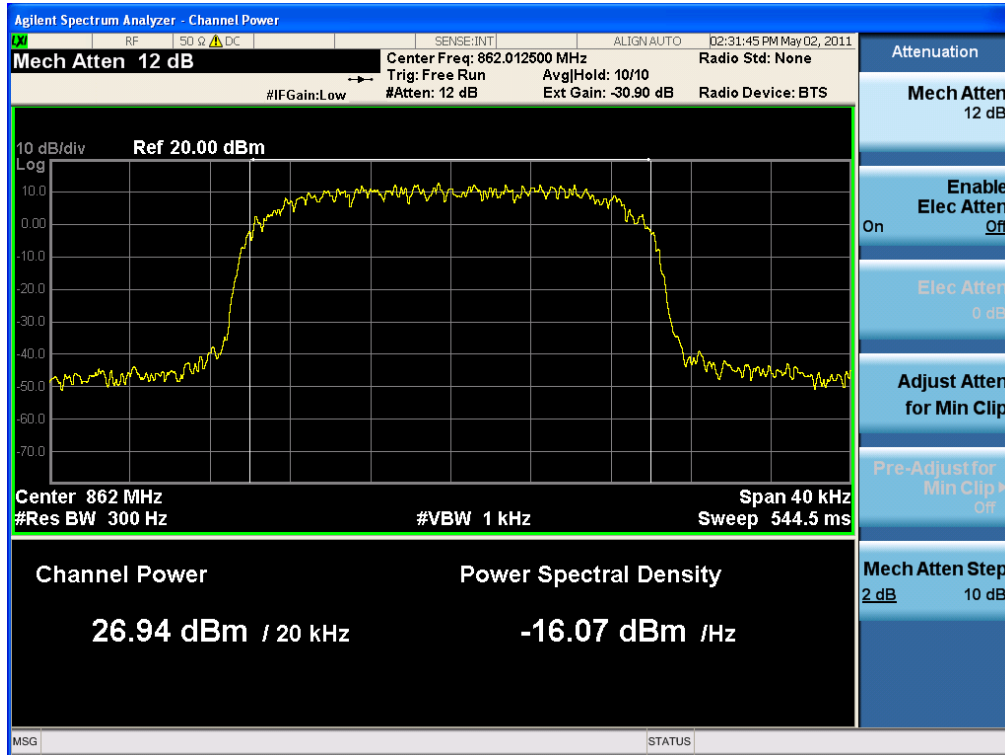 Agilent Spectrum Analyzer - Channel Power
LXI RF 50 Ω DC SENSE:INT ALIGN AUTO 02:31:45 PM May 02, 2011
Mech Atten 12 dB
Center Freq: 862.012500 MHz Radio Std: None
Trig: Free Run Avg|Hold: 10/10
#IFGain:Low #Atten: 12 dB Ext Gain: -30.90 dB Radio Device: BTS
10 dB/div Ref 20.00 dBm
Log
10.0
0.00
-10.0
-20.0
-30.0
-40.0
-50.0
-60.0
-70.0
Center 862 MHz Span 40 kHz
#Res BW 300 Hz #VBW 1 kHz Sweep 544.5 ms
Channel Power Power Spectral Density
26.94 dBm / 20 kHz -16.07 dBm /Hz
MSG STATUS
Attenuation
Mech Atten
12 dB
Enable
Elec Atten
On Off
Elec Atten
0 dB
Adjust Atten
for Min Clip
Pre-Adjust for
Min Clip
Off
Mech Atten Step
2 dB 10 dB